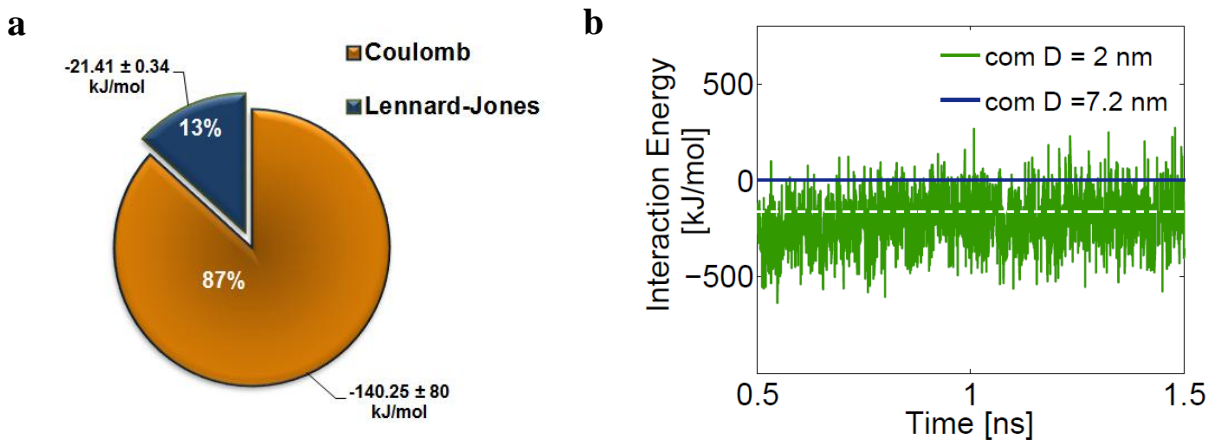 a
-21.41 ± 0.34
kJ/mol
13%
Coulomb
Lennard-Jones
87%
-140.25 ± 80
kJ/mol
b
com D = 2 nm
com D =7.2 nm
500
0
−500
Interaction Energy
[kJ/mol]
0.5
1
1.5
Time [ns]